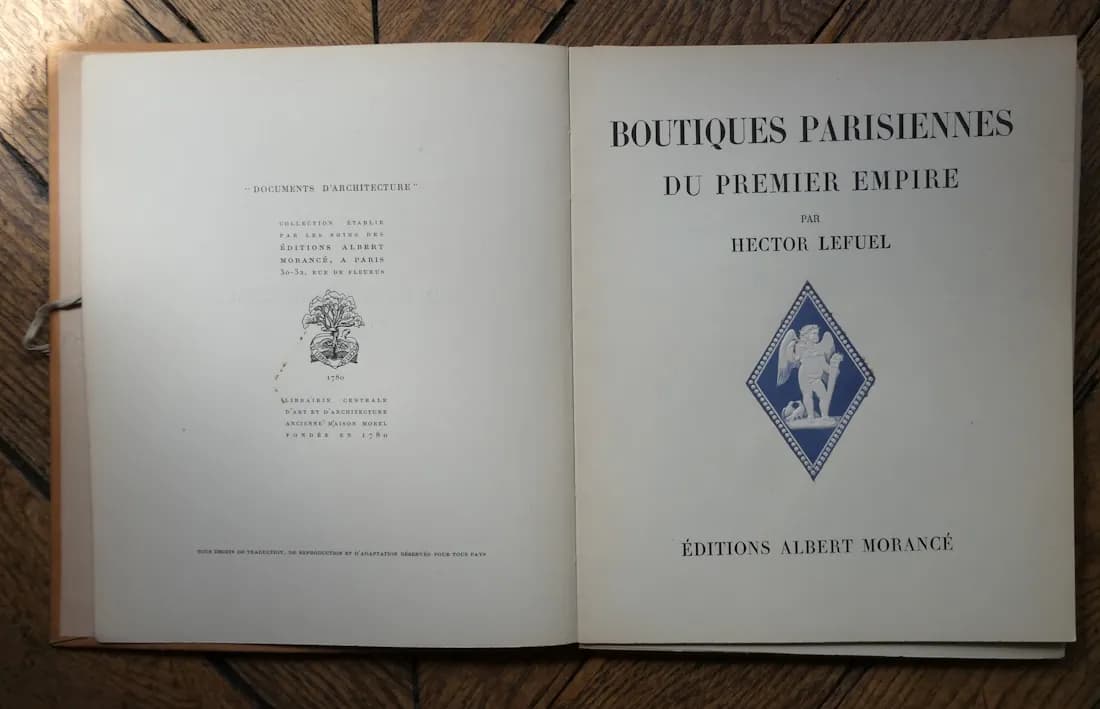 "DOCUMENTS D'ARCHITECTURE"
COLLECTION ÉTABLIE
PAR LES SOINS DES
ÉDITIONS ALBERT
MORANCÉ, A PARIS
30-32, RUE DE FLEURUS
1780
LIBRAIRIE CENTRALE
D'ART ET D'ARCHITECTURE
ANCIENNE MAISON MOREL
FONDÉE EN 1780
TOUS DROITS DE TRADUCTION, DE REPRODUCTION ET D'ADAPTATION RÉSERVÉS POUR TOUS PAYS
BOUTIQUES PARISIENNES
DU PREMIER EMPIRE
PAR
HECTOR LEFUEL
ÉDITIONS ALBERT MORANCÉ